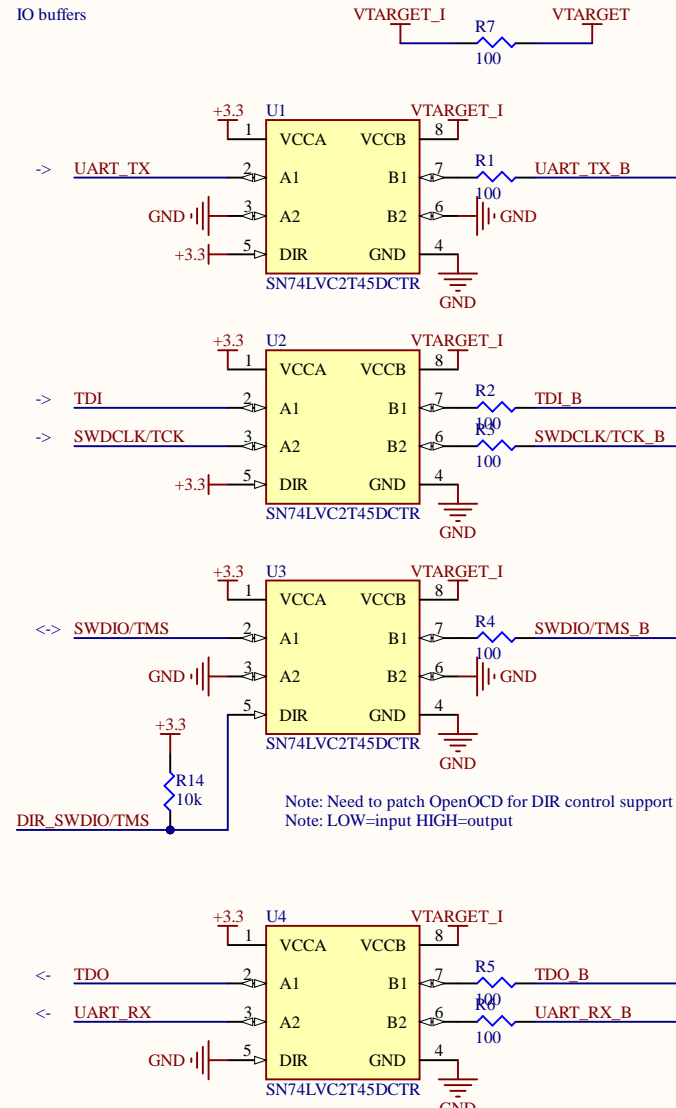 IO buffers
VTARGET_I VTARGET
R7
100
+3.3 U1 VTARGET_I
1 VCCA VCCB 8
-> UART_TX 2 A1 B1 7 R1 100 UART_TX_B
GND 3 A2 B2 6 GND
+3.3 5 DIR GND 4
SN74LVC2T45DCTR
GND
+3.3 U2 VTARGET_I
1 VCCA VCCB 8
-> TDI 2 A1 B1 7 R2 TDI_B
-> SWDCLK/TCK 3 A2 B2 6 R3 100 SWDCLK/TCK_B
+3.3 5 DIR GND 4
SN74LVC2T45DCTR
GND
+3.3 U3 VTARGET_I
1 VCCA VCCB 8
<-> SWDIO/TMS 2 A1 B1 7 R4 100 SWDIO/TMS_B
GND 3 A2 B2 6 GND
5 DIR GND 4
+3.3 SN74LVC2T45DCTR
GND
R14
10k
Note: Need to patch OpenOCD for DIR control support
DIR_SWDIO/TMS Note: LOW=input HIGH=output
+3.3 U4 VTARGET_I
1 VCCA VCCB 8
<- TDO 2 A1 B1 7 R5 100 TDO_B
<- UART_RX 3 A2 B2 6 R6 100 UART_RX_B
GND 5 DIR GND 4
SN74LVC2T45DCTR
GND